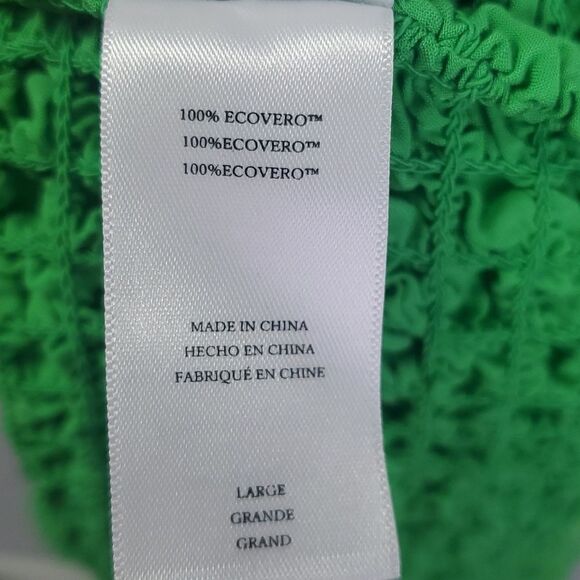 100% ECOVERO™
100%ECOVERO™
100%ECOVERO™
MADE IN CHINA
HECHO EN CHINA
FABRIQUÉ EN CHINE
LARGE
GRANDE
GRAND